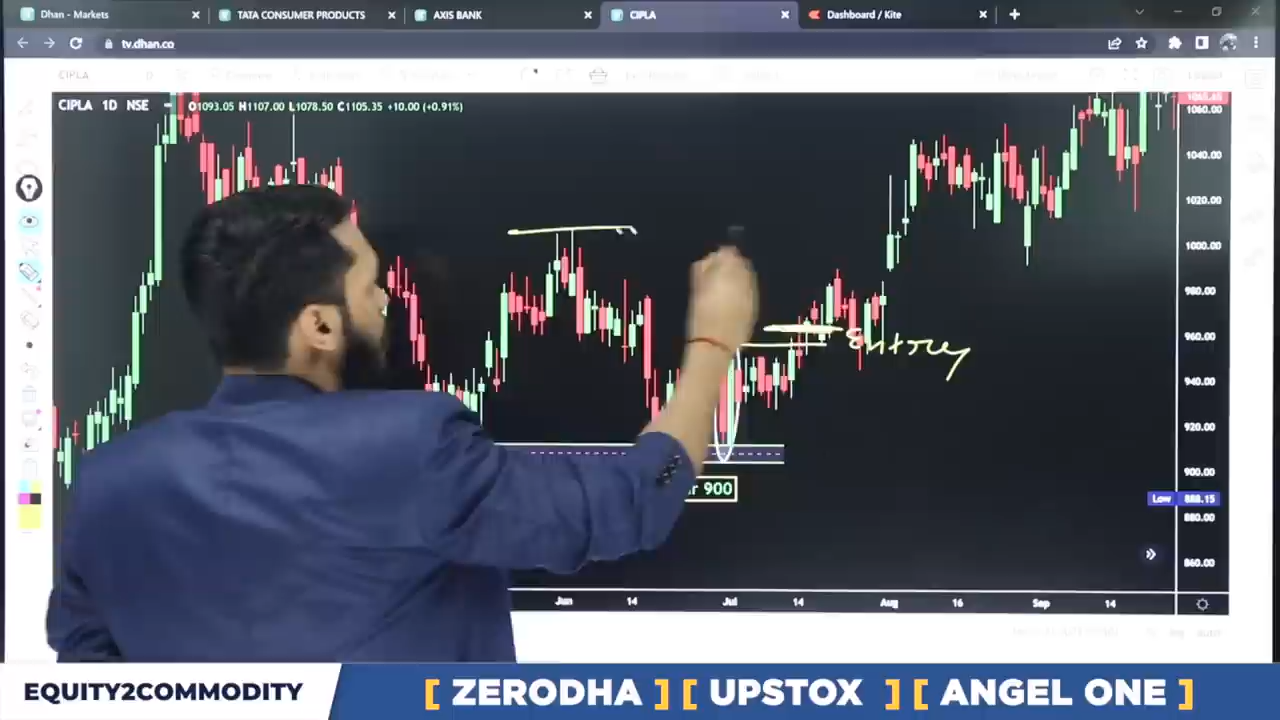 Dhan - Markets
TATA CONSUMER PRODUCTS
AXIS BANK
CIPLA
Dashboard / Kite
tv.dhan.co
CIPLA
CIPLA 1D NSE O1093.05 H1107.00 L1078.50 C1105.35 +10.00 (+0.91%)
1060.00
1040.00
1020.00
1000.00
980.00
960.00
940.00
920.00
900.00
Low 888.15
880.00
860.00
Entry
900
Jun 14 Jul 14 Aug 16 Sep 14
EQUITY2COMMODITY
[ ZERODHA ] [ UPSTOX ] [ ANGEL ONE ]